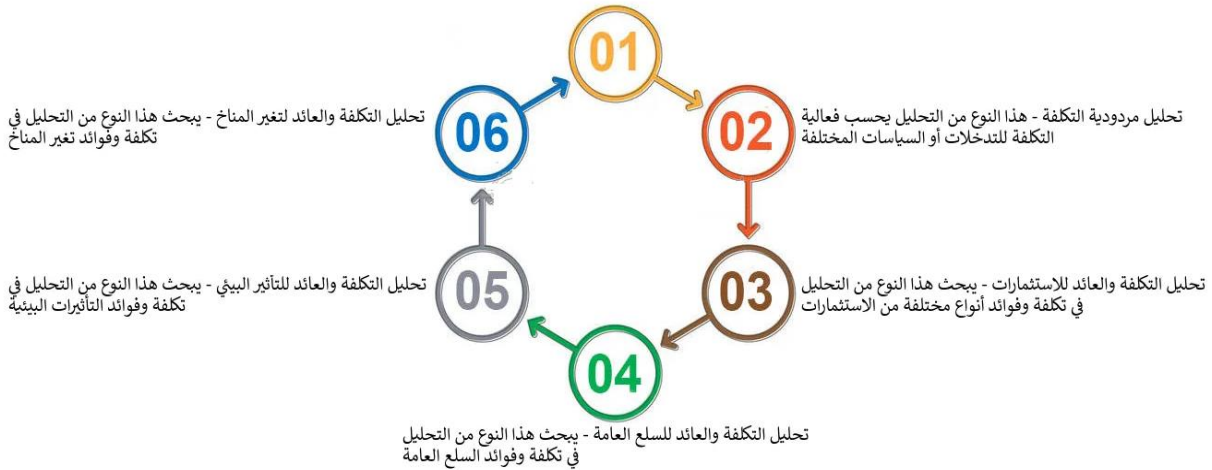 01
02
تحليل مردودية التكلفة - هذا النوع من التحليل يحسب فعالية
التكلفة للتدخلات أو السياسات المختلفة
03
تحليل التكلفة والعائد للاستثمارات - يبحث هذا النوع من التحليل
في تكلفة وفوائد أنواع مختلفة من الاستثمارات
04
تحليل التكلفة والعائد للسلع العامة - يبحث هذا النوع من التحليل
في تكلفة وفوائد السلع العامة
05
تحليل التكلفة والعائد للتأثير البيئي - يبحث هذا النوع من التحليل في
تكلفة وفوائد التأثيرات البيئية
06
تحليل التكلفة والعائد لتغير المناخ - يبحث هذا النوع من التحليل في
تكلفة وفوائد تغير المناخ